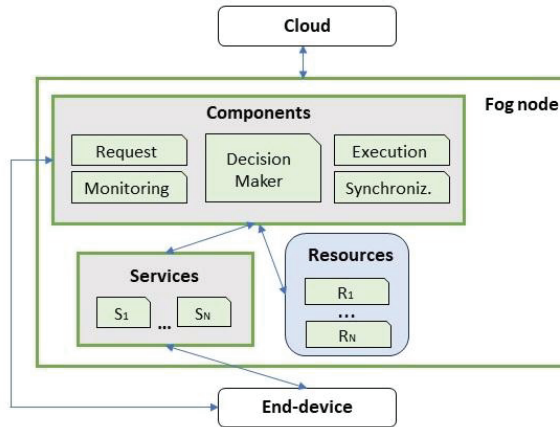 Cloud
Fog node
Components
Request
Monitoring
Decision
Maker
Execution
Synchroniz.
Services
S1
...
SN
Resources
R1
...
RN
End-device